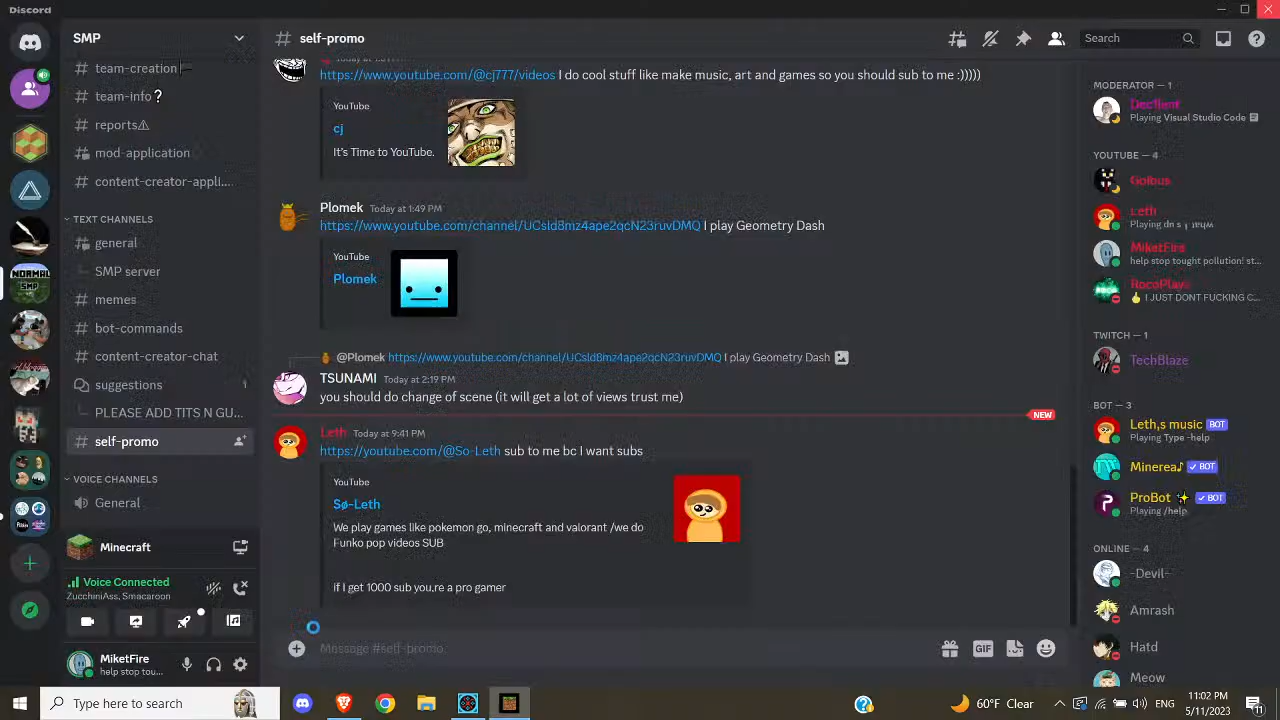 Discord
SMP
team-creation
team-info❓
reports⚠
mod-application
content-creator-appli...
TEXT CHANNELS
general
SMP server
memes
bot-commands
content-creator-chat
suggestions
1
PLEASE ADD TITS N GU...
self-promo
VOICE CHANNELS
General
Minecraft
Voice Connected
ZucchiniAss, Smacaroon
MiketFire
help stop tou...
# self-promo
https://www.youtube.com/@cj777/videos I do cool stuff like make music, art and games so you should sub to me :)))))
YouTube
cj
It's Time to YouTube.
Plomek Today at 1:49 PM
https://www.youtube.com/channel/UCsld8mz4ape2qcN23ruvDMQ I play Geometry Dash
YouTube
Plomek
@Plomek https://www.youtube.com/channel/UCsld8mz4ape2qcN23ruvDMQ I play Geometry Dash
TSUNAMI Today at 2:19 PM
you should do change of scene (it will get a lot of views trust me)
NEW
Leth Today at 9:41 PM
https://youtube.com/@So-Leth sub to me bc I want subs
YouTube
Sø-Leth
We play games like pokemon go, minecraft and valorant /we do
Funko pop videos SUB
if I get 1000 sub you,re a pro gamer
Message #self-promo
GIF
Search
MODERATOR — 1
Playing Visual Studio Code
YOUTUBE — 4
Golbus
Leth
Playing
MiketFire
help stop tought pollution! st...
RocoPlay
I JUST DONT FUCKING C...
TWITCH — 1
TechBlaze
BOT — 3
Leth,s music BOT
Playing Type -help
Minerea♪ ✓ BOT
ProBot ✨ ✓ BOT
Playing /help
ONLINE — 4
-Devil-
Amrash
Hatd
Meow
NORMAL
SMP
Type here to search
60°F Clear
ENG
11:02 PM
5/11/2023